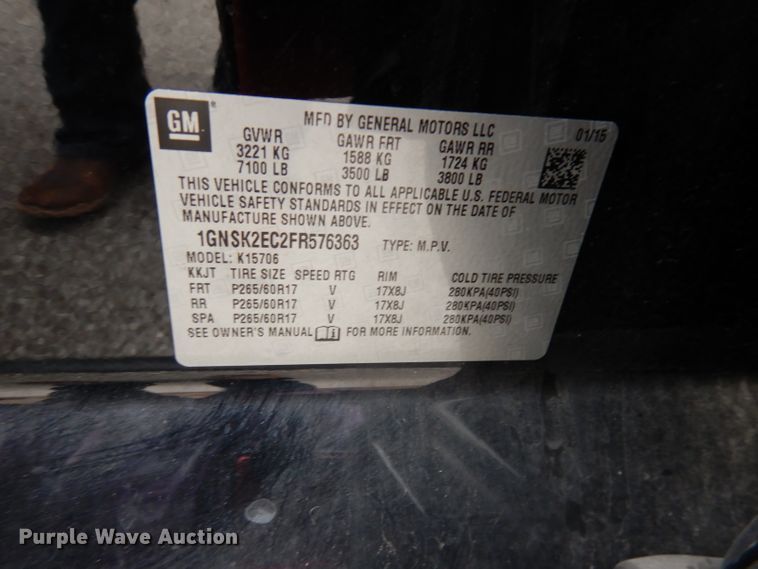 GM®
MFD BY GENERAL MOTORS LLC
01/15
GVWR GAWR FRT GAWR RR
3221 KG 1588 KG 1724 KG
7100 LB 3500 LB 3800 LB
THIS VEHICLE CONFORMS TO ALL APPLICABLE U.S. FEDERAL MOTOR
VEHICLE SAFETY STANDARDS IN EFFECT ON THE DATE OF
MANUFACTURE SHOWN ABOVE.
1GNSK2EC2FR576363 TYPE: M.P.V.
MODEL: K15706
KKJT TIRE SIZE SPEED RTG RIM COLD TIRE PRESSURE
FRT P265/60R17 V 17X8J 280KPA(40PSI)
RR P265/60R17 V 17X8J 280KPA(40PSI)
SPA P265/60R17 V 17X8J 280KPA(40PSI)
SEE OWNER'S MANUAL FOR MORE INFORMATION.
Purple Wave Auction®